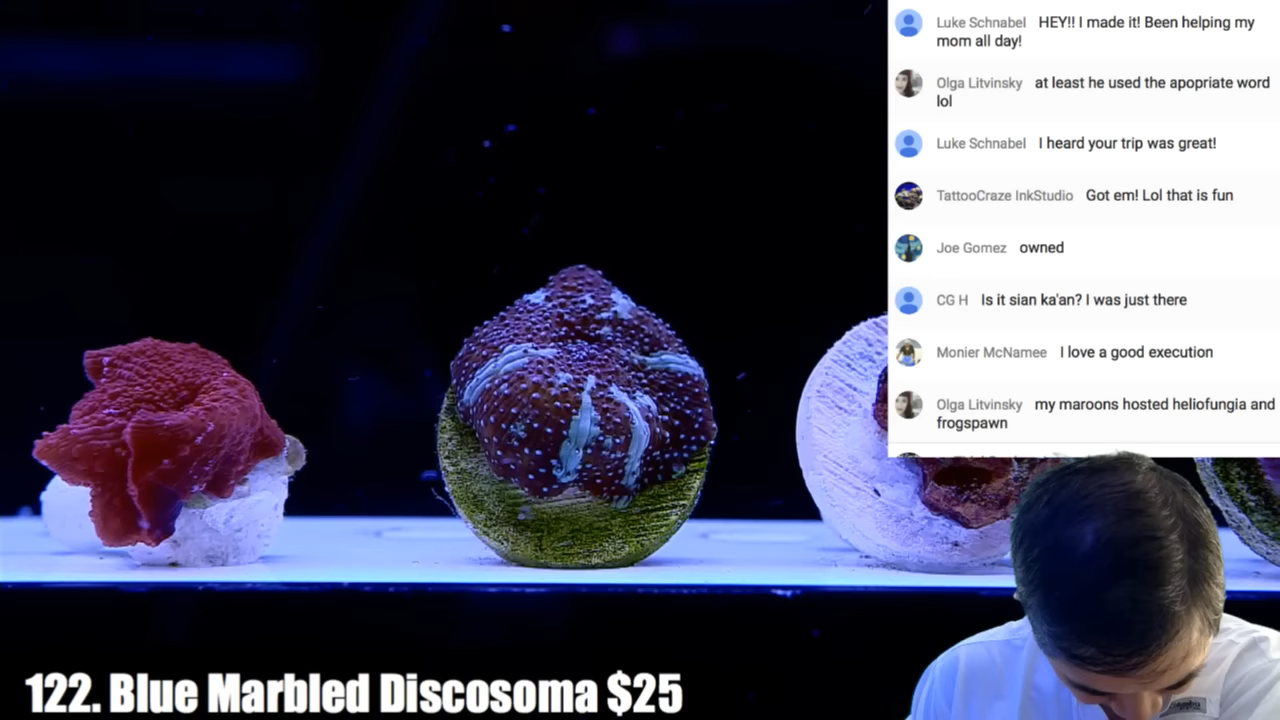 Luke Schnabel HEY!! I made it! Been helping my
mom all day!
Olga Litvinsky at least he used the apopriate word
lol
Luke Schnabel I heard your trip was great!
TattooCraze InkStudio Got em! Lol that is fun
Joe Gomez owned
CG H Is it sian ka'an? I was just there
Monier McNamee I love a good execution
Olga Litvinsky my maroons hosted heliofungia and
frogspawn
122. Blue Marbled Discosoma $25